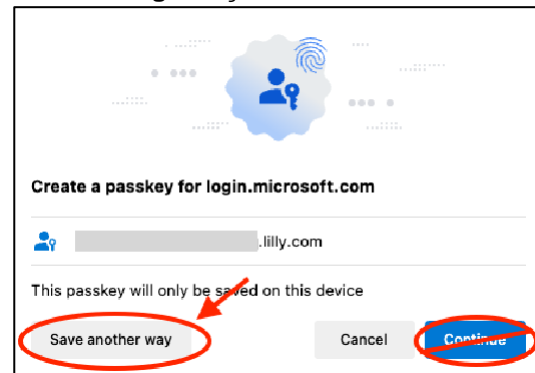 Create a passkey for login.microsoft.com
.lilly.com
This passkey will only be saved on this device
Save another way
Cancel
Continue